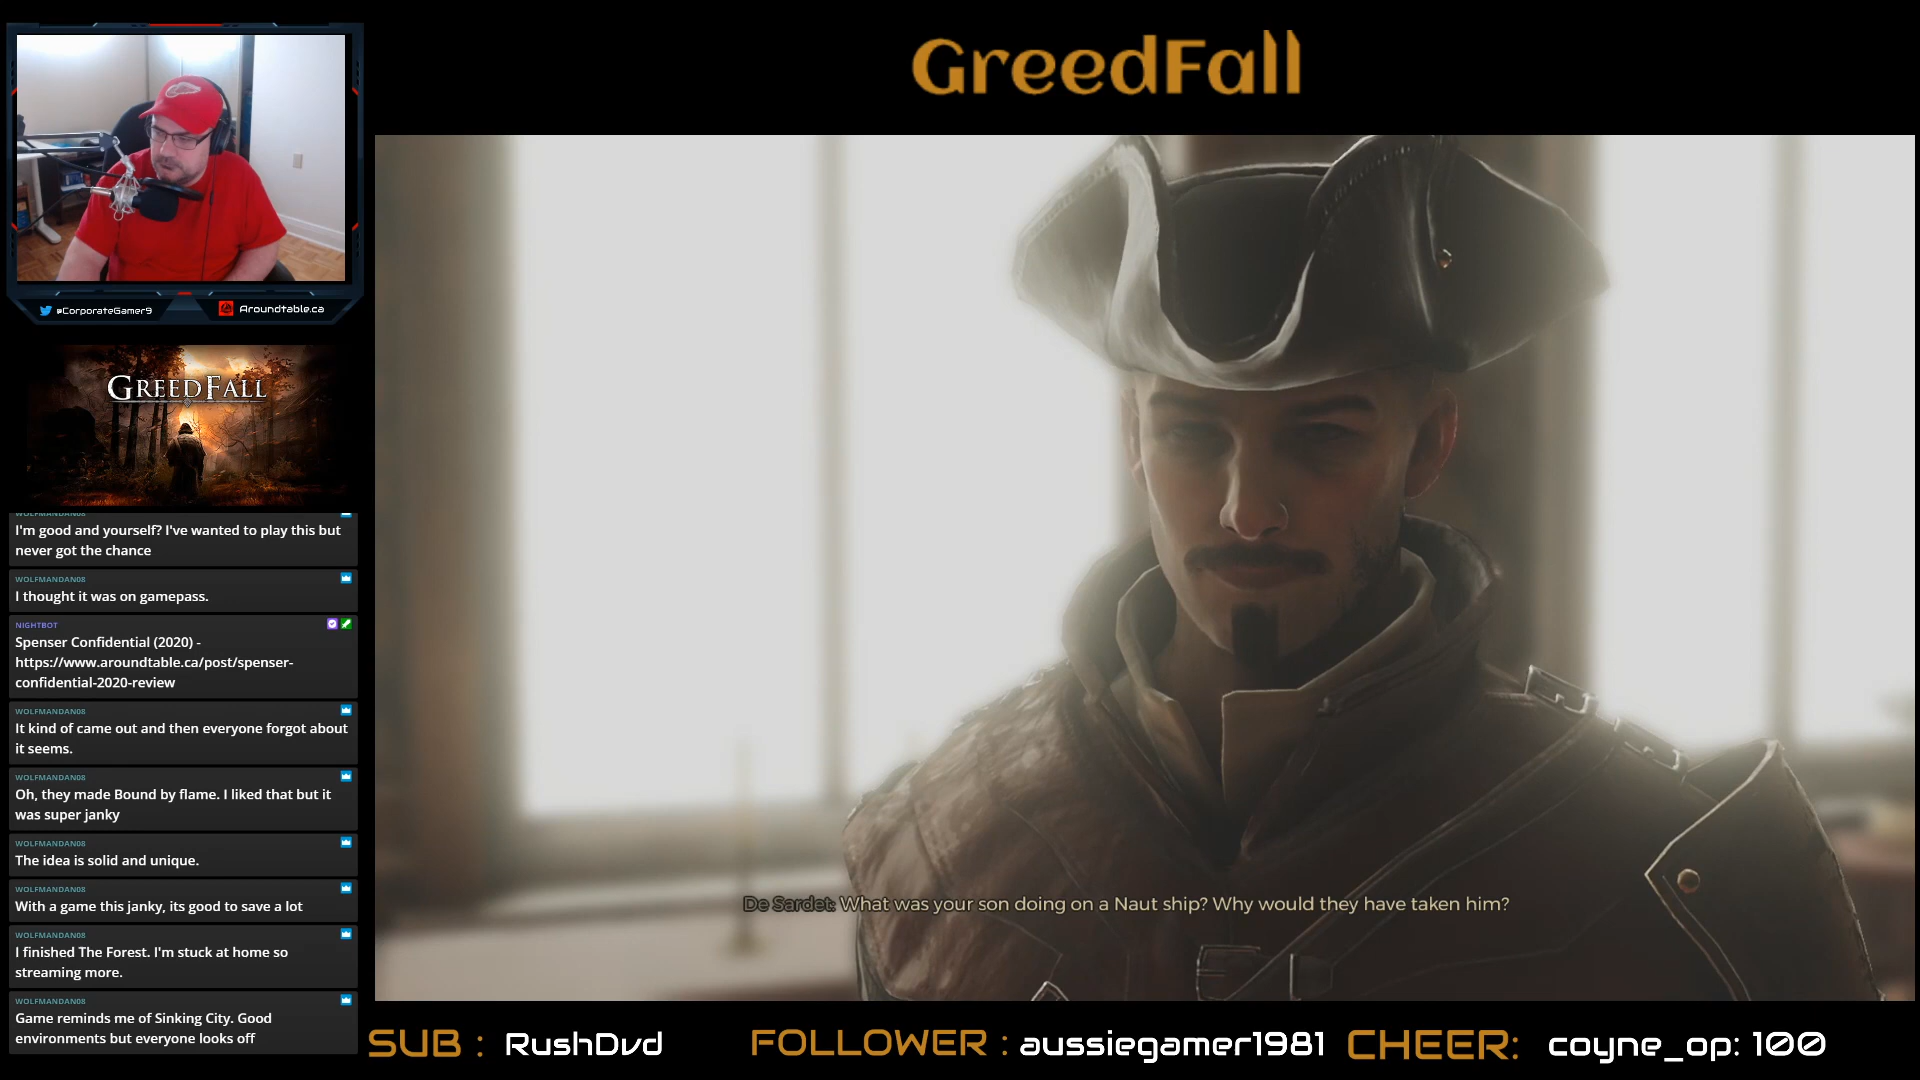 GreedFall
@CorporateGamer9
Aroundtable.ca
GREEDFALL
WOLFMANDAN08
I'm good and yourself? I've wanted to play this but
never got the chance
WOLFMANDAN08
I thought it was on gamepass.
NIGHTBOT
Spenser Confidential (2020) -
https://www.aroundtable.ca/post/spenser-
confidential-2020-review
WOLFMANDAN08
It kind of came out and then everyone forgot about
it seems.
WOLFMANDAN08
Oh, they made Bound by flame. I liked that but it
was super janky
WOLFMANDAN08
The idea is solid and unique.
WOLFMANDAN08
With a game this janky, its good to save a lot
WOLFMANDAN08
I finished The Forest. I'm stuck at home so
streaming more.
WOLFMANDAN08
Game reminds me of Sinking City. Good
environments but everyone looks off
De Sardet: What was your son doing on a Naut ship? Why would they have taken him?
SUB : RushDvd FOLLOWER : aussiegamer1981 CHEER: coyne_op: 100